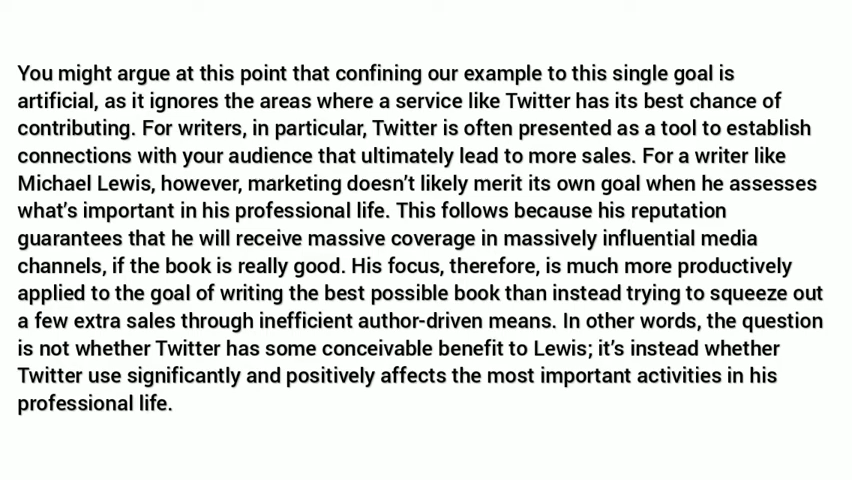 You might argue at this point that confining our example to this single goal is
artificial, as it ignores the areas where a service like Twitter has its best chance of
contributing. For writers, in particular, Twitter is often presented as a tool to establish
connections with your audience that ultimately lead to more sales. For a writer like
Michael Lewis, however, marketing doesn’t likely merit its own goal when he assesses
what’s important in his professional life. This follows because his reputation
guarantees that he will receive massive coverage in massively influential media
channels, if the book is really good. His focus, therefore, is much more productively
applied to the goal of writing the best possible book than instead trying to squeeze out
a few extra sales through inefficient author-driven means. In other words, the question
is not whether Twitter has some conceivable benefit to Lewis; it’s instead whether
Twitter use significantly and positively affects the most important activities in his
professional life.